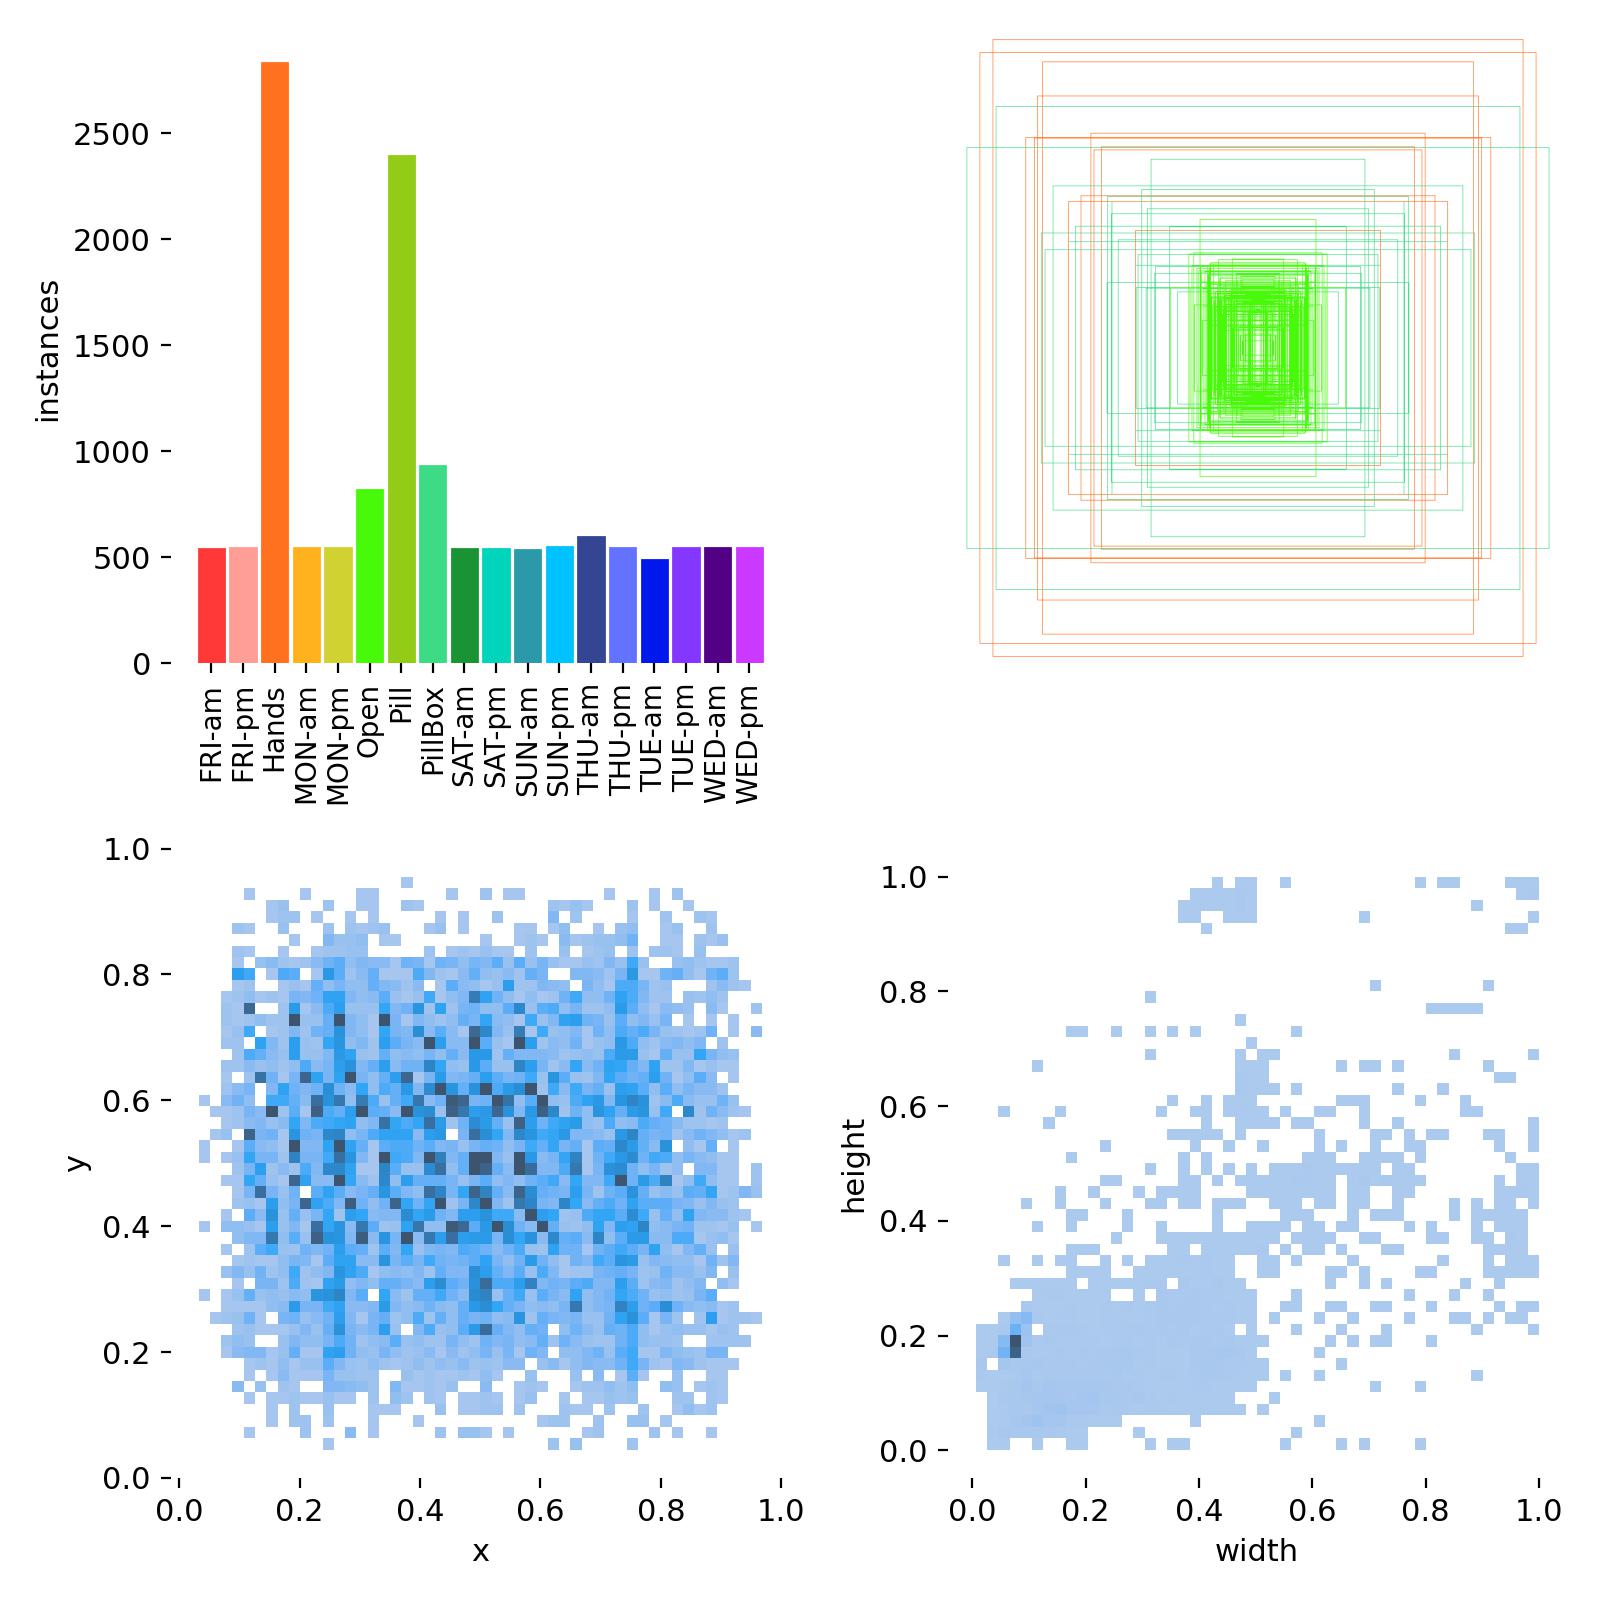 instances
2500
2000
1500
1000
500
0
FRI-am
FRI-pm
Hands
MON-am
MON-pm
Open
Pill
PillBox
SAT-am
SAT-pm
SUN-am
SUN-pm
THU-am
THU-pm
TUE-am
TUE-pm
WED-am
WED-pm
y
1.0
0.8
0.6
0.4
0.2
0.0
0.0 0.2 0.4 0.6 0.8 1.0
x
height
1.0
0.8
0.6
0.4
0.2
0.0
0.0 0.2 0.4 0.6 0.8 1.0
width